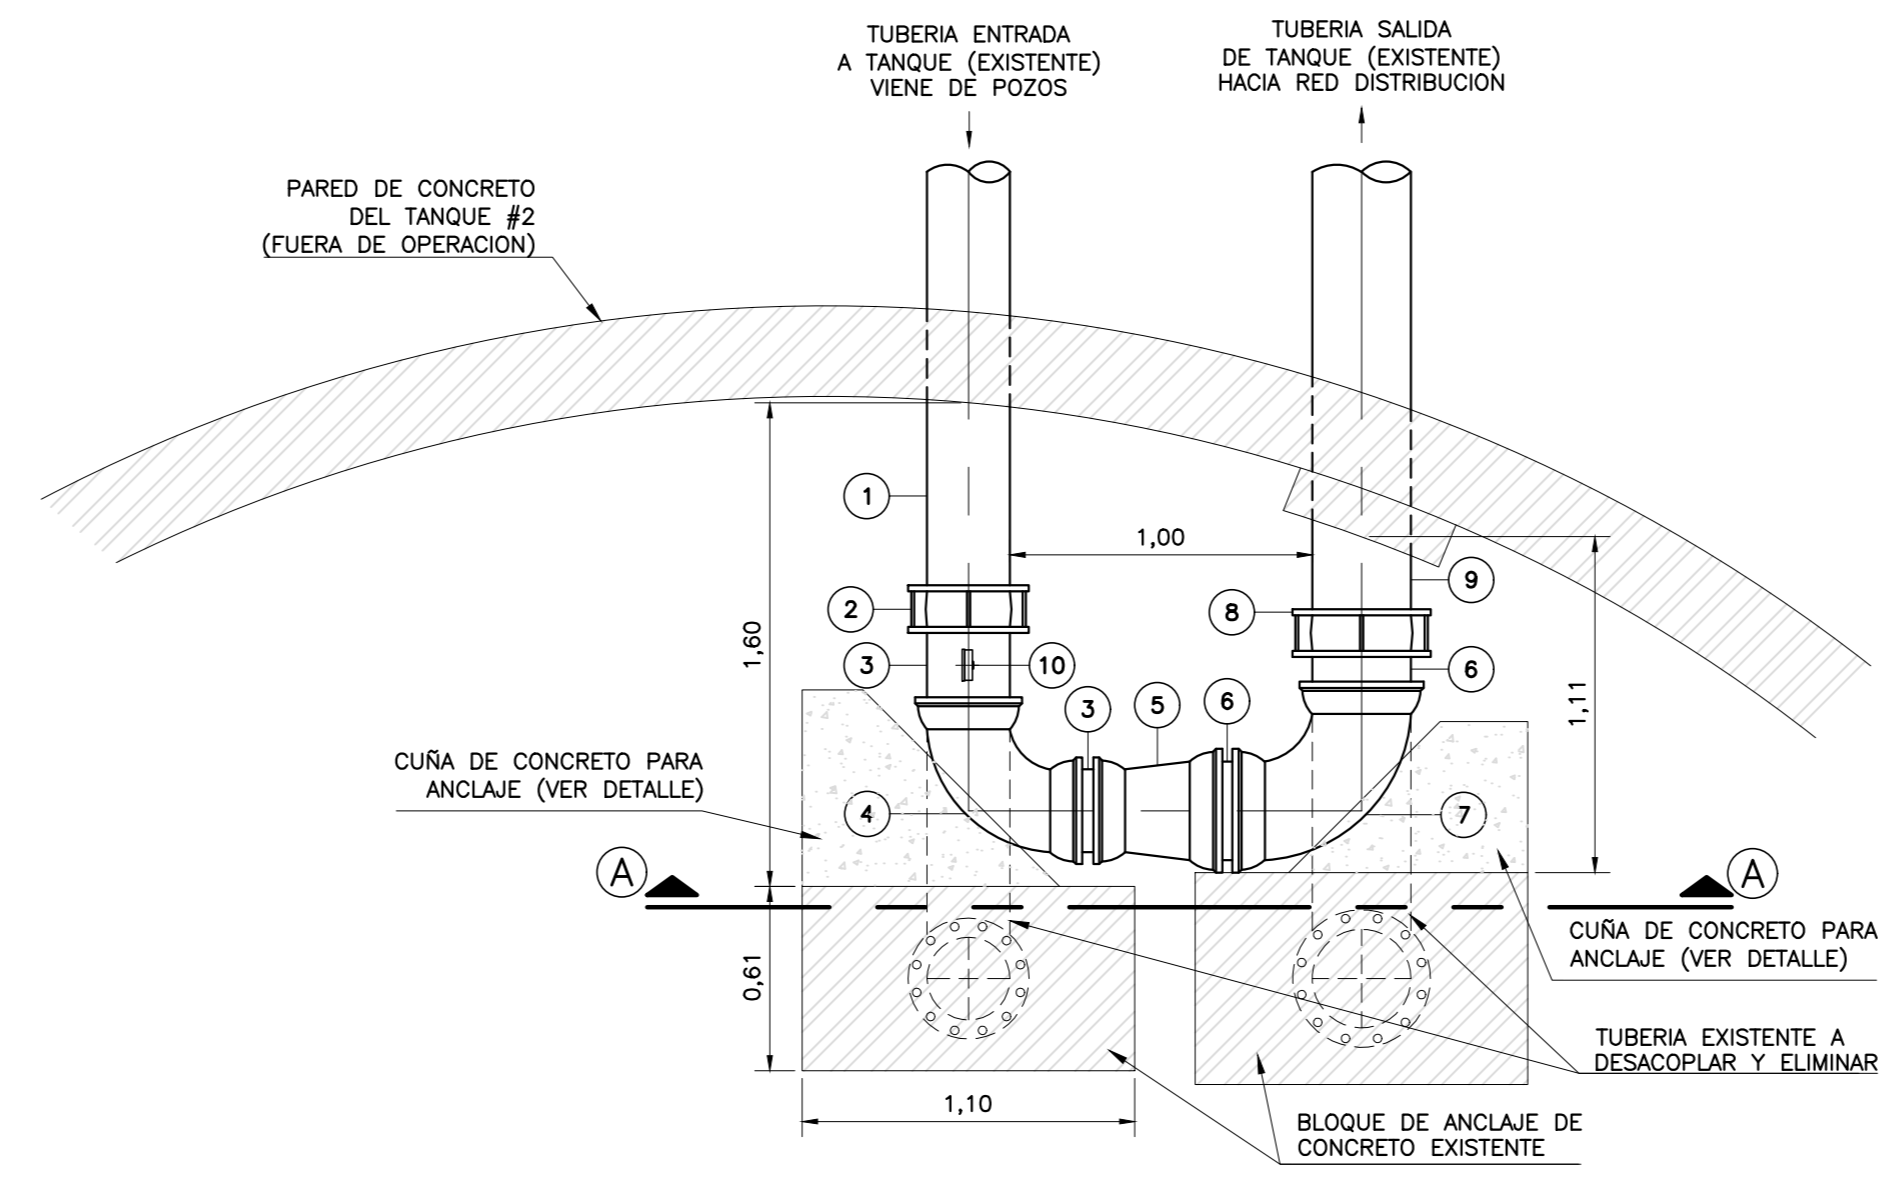 TUBERIA ENTRADA
A TANQUE (EXISTENTE)
VIENE DE POZOS
TUBERIA SALIDA
DE TANQUE (EXISTENTE)
HACIA RED DISTRIBUCION
PARED DE CONCRETO
DEL TANQUE #2
(FUERA DE OPERACION)
1
1,00
9
2
8
1,60
3
10
6
1,11
3
5
6
CUÑA DE CONCRETO PARA
ANCLAJE (VER DETALLE)
4
7
A
A
CUÑA DE CONCRETO PARA
ANCLAJE (VER DETALLE)
0,61
TUBERIA EXISTENTE A
DESACOPLAR Y ELIMINAR
1,10
BLOQUE DE ANCLAJE DE
CONCRETO EXISTENTE